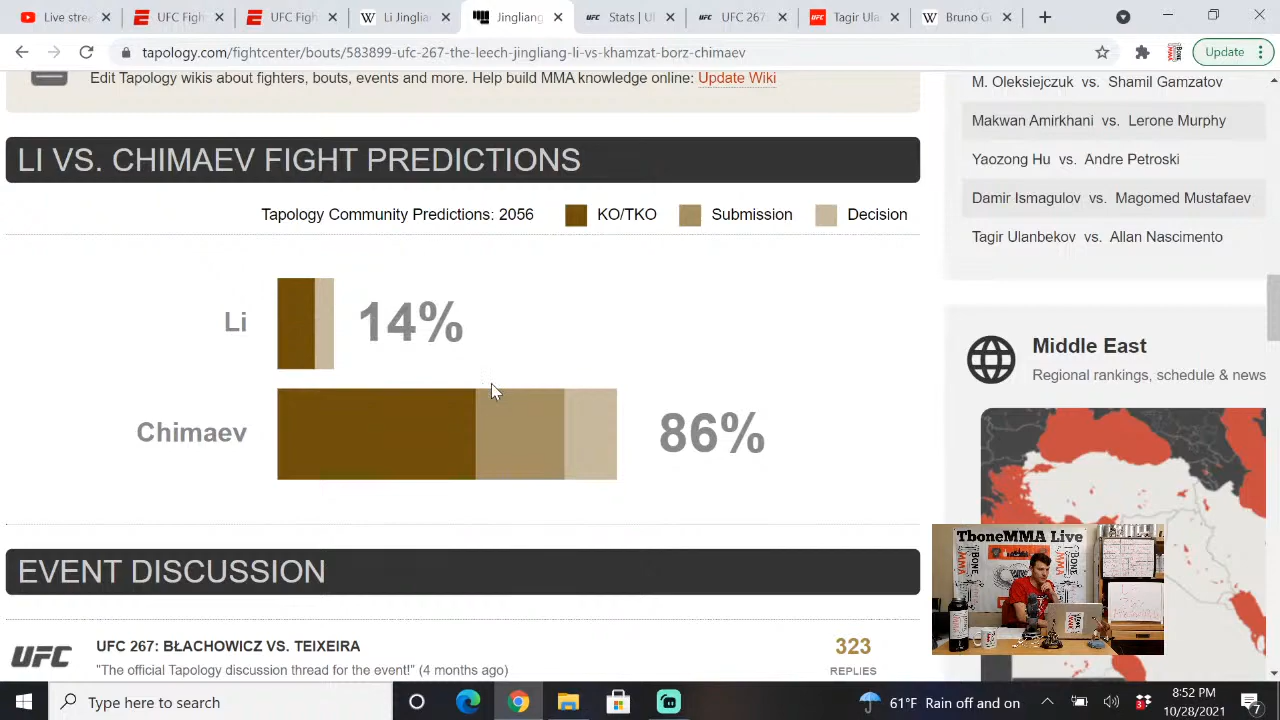 Live stre
UFC Figh
UFC Figh
Li Jinglia
Jingliang
Stats | U
UFC 267
Tagir Ula
Bruno G
tapology.com/fightcenter/bouts/583899-ufc-267-the-leech-jingliang-li-vs-khamzat-borz-chimaev
Update
Edit Tapology wikis about fighters, bouts, events and more. Help build MMA knowledge online: Update Wiki
LI VS. CHIMAEV FIGHT PREDICTIONS
Tapology Community Predictions: 2056
KO/TKO
Submission
Decision
Li
14%
Chimaev
86%
EVENT DISCUSSION
UFC
UFC 267: BŁACHOWICZ VS. TEIXEIRA
"The official Tapology discussion thread for the event!" (4 months ago)
323
REPLIES
M. Oleksiejczuk vs. Shamil Gamzatov
Makwan Amirkhani vs. Lerone Murphy
Yaozong Hu vs. Andre Petroski
Damir Ismagulov vs. Magomed Mustafaev
Tagir Ulanbekov vs. Allan Nascimento
Middle East
Regional rankings, schedule & news
TboneMMA Live
Type here to search
61°F Rain off and on
8:52 PM
10/28/2021
7